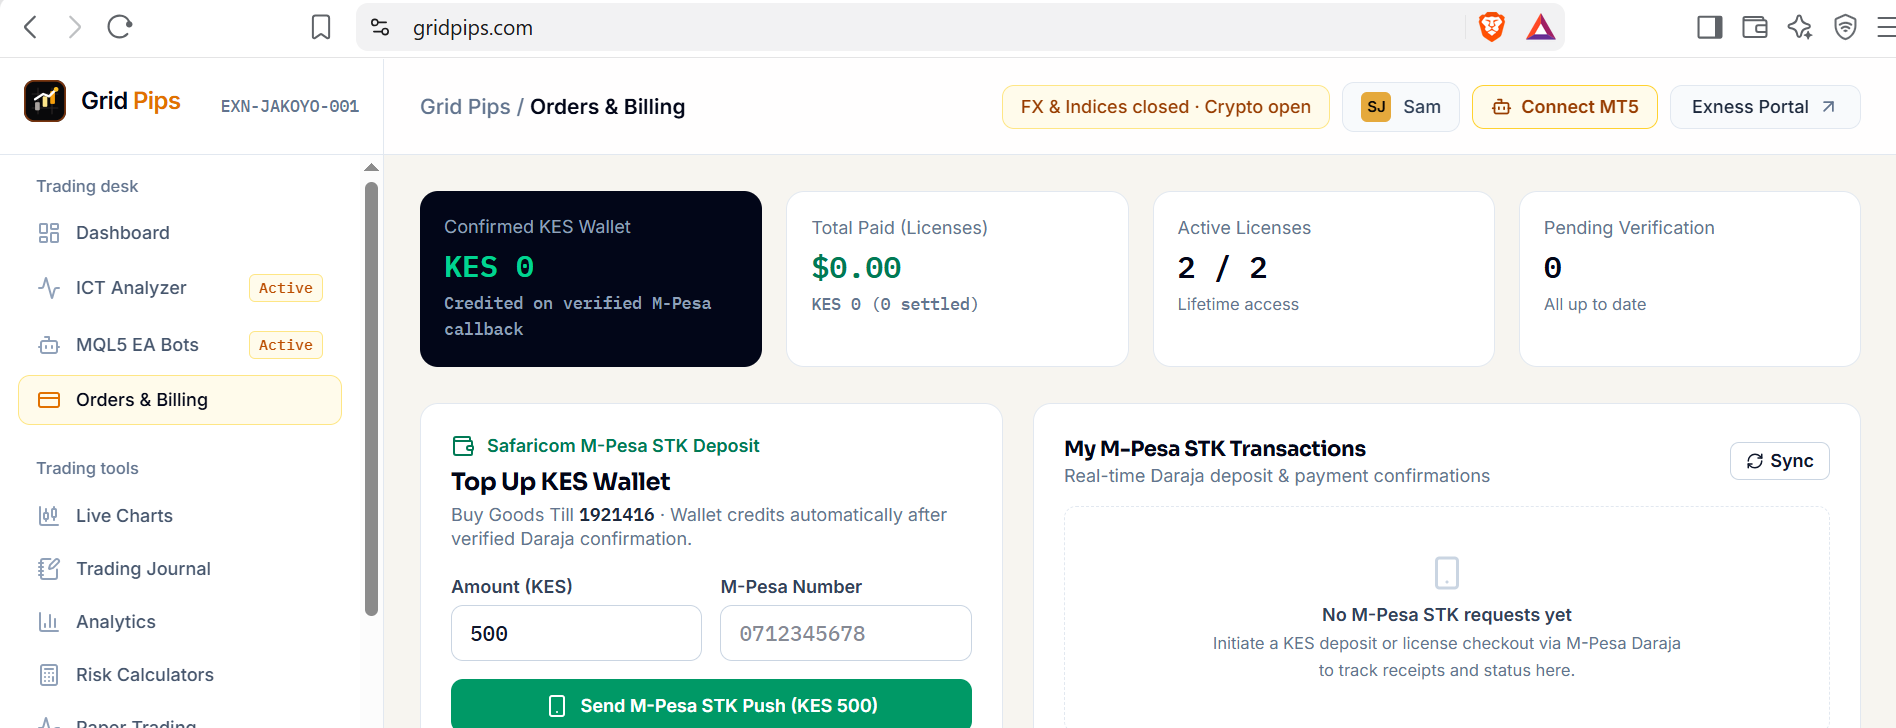 gridpips.com
Grid Pips
EXN-JAKOYO-001
Grid Pips / Orders & Billing
FX & Indices closed · Crypto open
SJ Sam
Connect MT5
Exness Portal
Trading desk
Dashboard
ICT Analyzer
Active
MQL5 EA Bots
Active
Orders & Billing
Trading tools
Live Charts
Trading Journal
Analytics
Risk Calculators
Paper Trading
Confirmed KES Wallet
KES 0
Credited on verified M-Pesa
callback
Total Paid (Licenses)
$0.00
KES 0 (0 settled)
Active Licenses
2 / 2
Lifetime access
Pending Verification
0
All up to date
Safaricom M-Pesa STK Deposit
Top Up KES Wallet
Buy Goods Till 1921416 · Wallet credits automatically after
verified Daraja confirmation.
Amount (KES)
500
M-Pesa Number
0712345678
Send M-Pesa STK Push (KES 500)
My M-Pesa STK Transactions
Real-time Daraja deposit & payment confirmations
Sync
No M-Pesa STK requests yet
Initiate a KES deposit or license checkout via M-Pesa Daraja
to track receipts and status here.